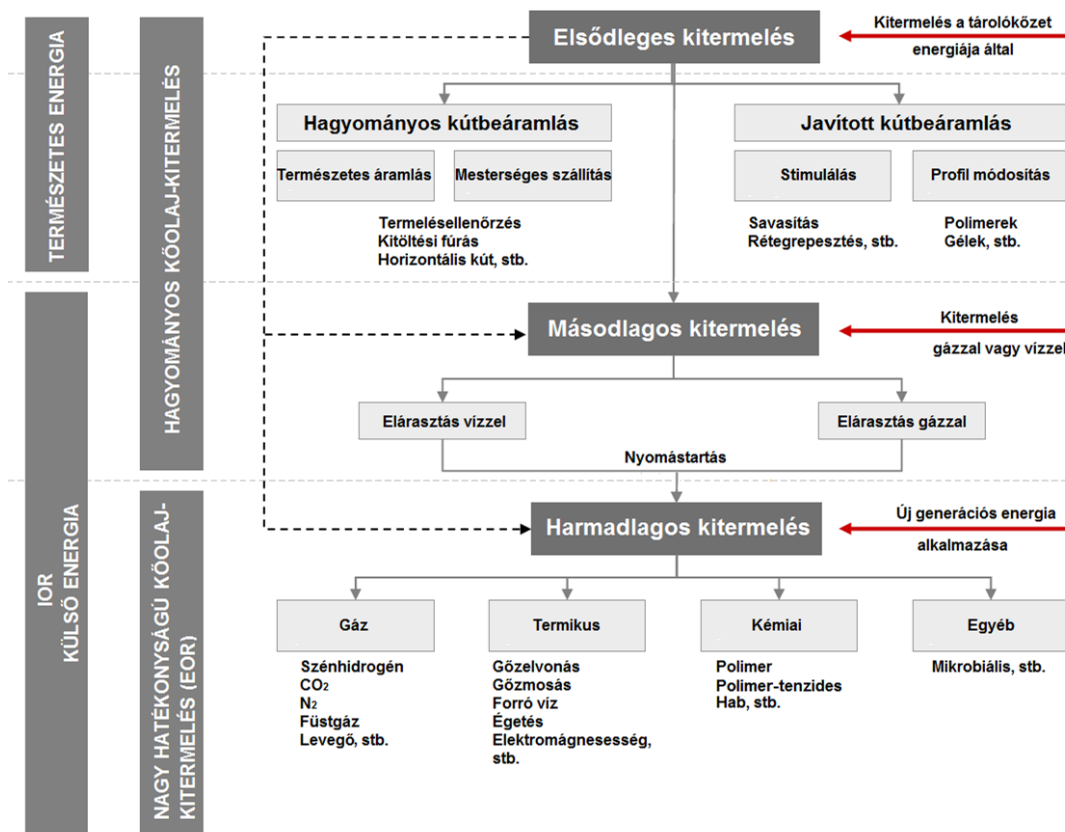 TERMÉSZETES ENERGIA
IOR
KÜLSŐ ENERGIA
HAGYOMÁNYOS KŐOLAJ-KITERMELÉS
NAGY HATÉKONYSÁGÚ KŐOLAJ-
KITERMELÉS (EOR)
Elsődleges kitermelés
Kitermelés a tárolókőzet
energiája által
Hagyományos kútbeáramlás
Javított kútbeáramlás
Természetes áramlás
Mesterséges szállítás
Stimulálás
Profil módosítás
Termelésellenőrzés
Kitöltési fúrás
Horizontális kút, stb.
Savasítás
Rétegrepesztés, stb.
Polimerek
Gélek, stb.
Másodlagos kitermelés
Kitermelés
gázzal vagy vízzel
Elárasztás vízzel
Elárasztás gázzal
Nyomástartás
Harmadlagos kitermelés
Új generációs energia
alkalmazása
Gáz
Termikus
Kémiai
Egyéb
Szénhidrogén
CO₂
N₂
Füstgáz
Levegő, stb.
Gőzelvonás
Gőzmosás
Forró víz
Égetés
Elektromágnesesség,
stb.
Polimer
Polimer-tenzides
Hab, stb.
Mikrobiális, stb.